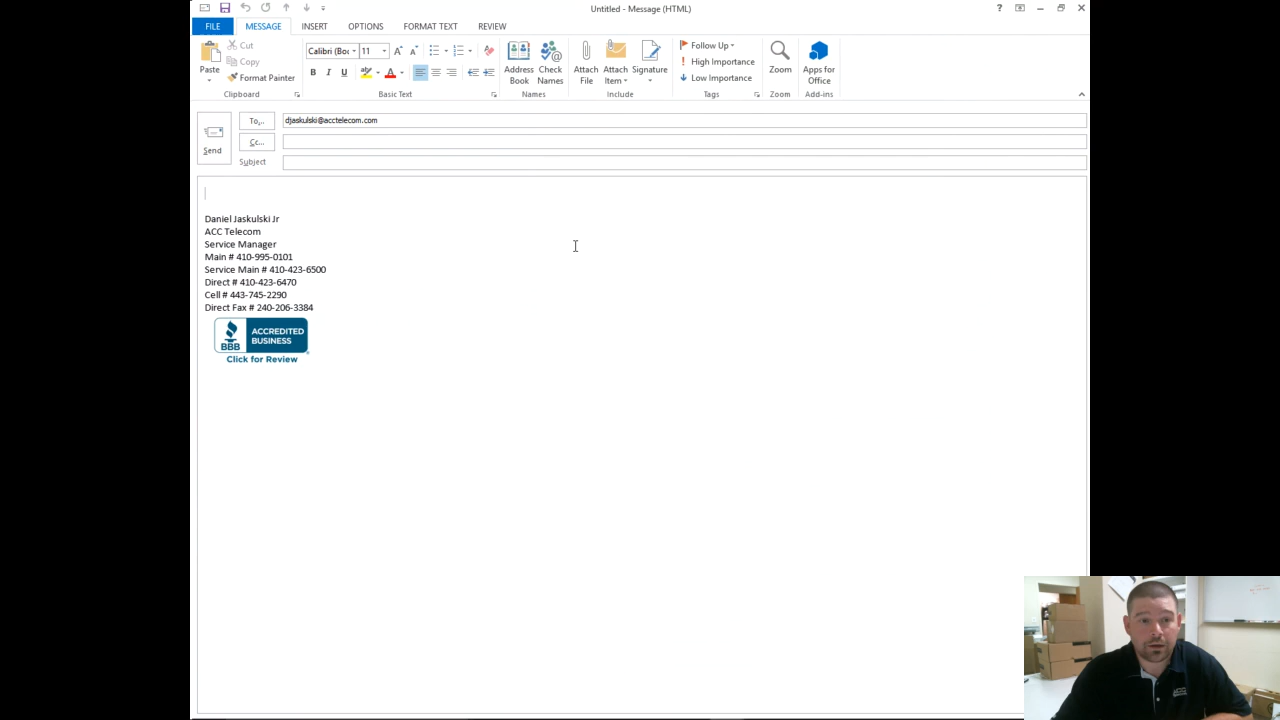 Untitled - Message (HTML)
?
FILE MESSAGE INSERT OPTIONS FORMAT TEXT REVIEW
Paste
Cut
Copy
Format Painter
Clipboard
Calibri (Boc 11
B I U
Basic Text
Address Book
Check Names
Names
Attach File
Attach Item
Signature
Include
Follow Up
High Importance
Low Importance
Tags
Zoom
Zoom
Apps for Office
Add-ins
Send
To...
djaskulski@acctelecom.com
Cc...
Subject
Daniel Jaskulski Jr
ACC Telecom
Service Manager
Main # 410-995-0101
Service Main # 410-423-6500
Direct # 410-423-6470
Cell # 443-745-2290
Direct Fax # 240-206-3384
BBB
ACCREDITED
BUSINESS
Click for Review
ACC